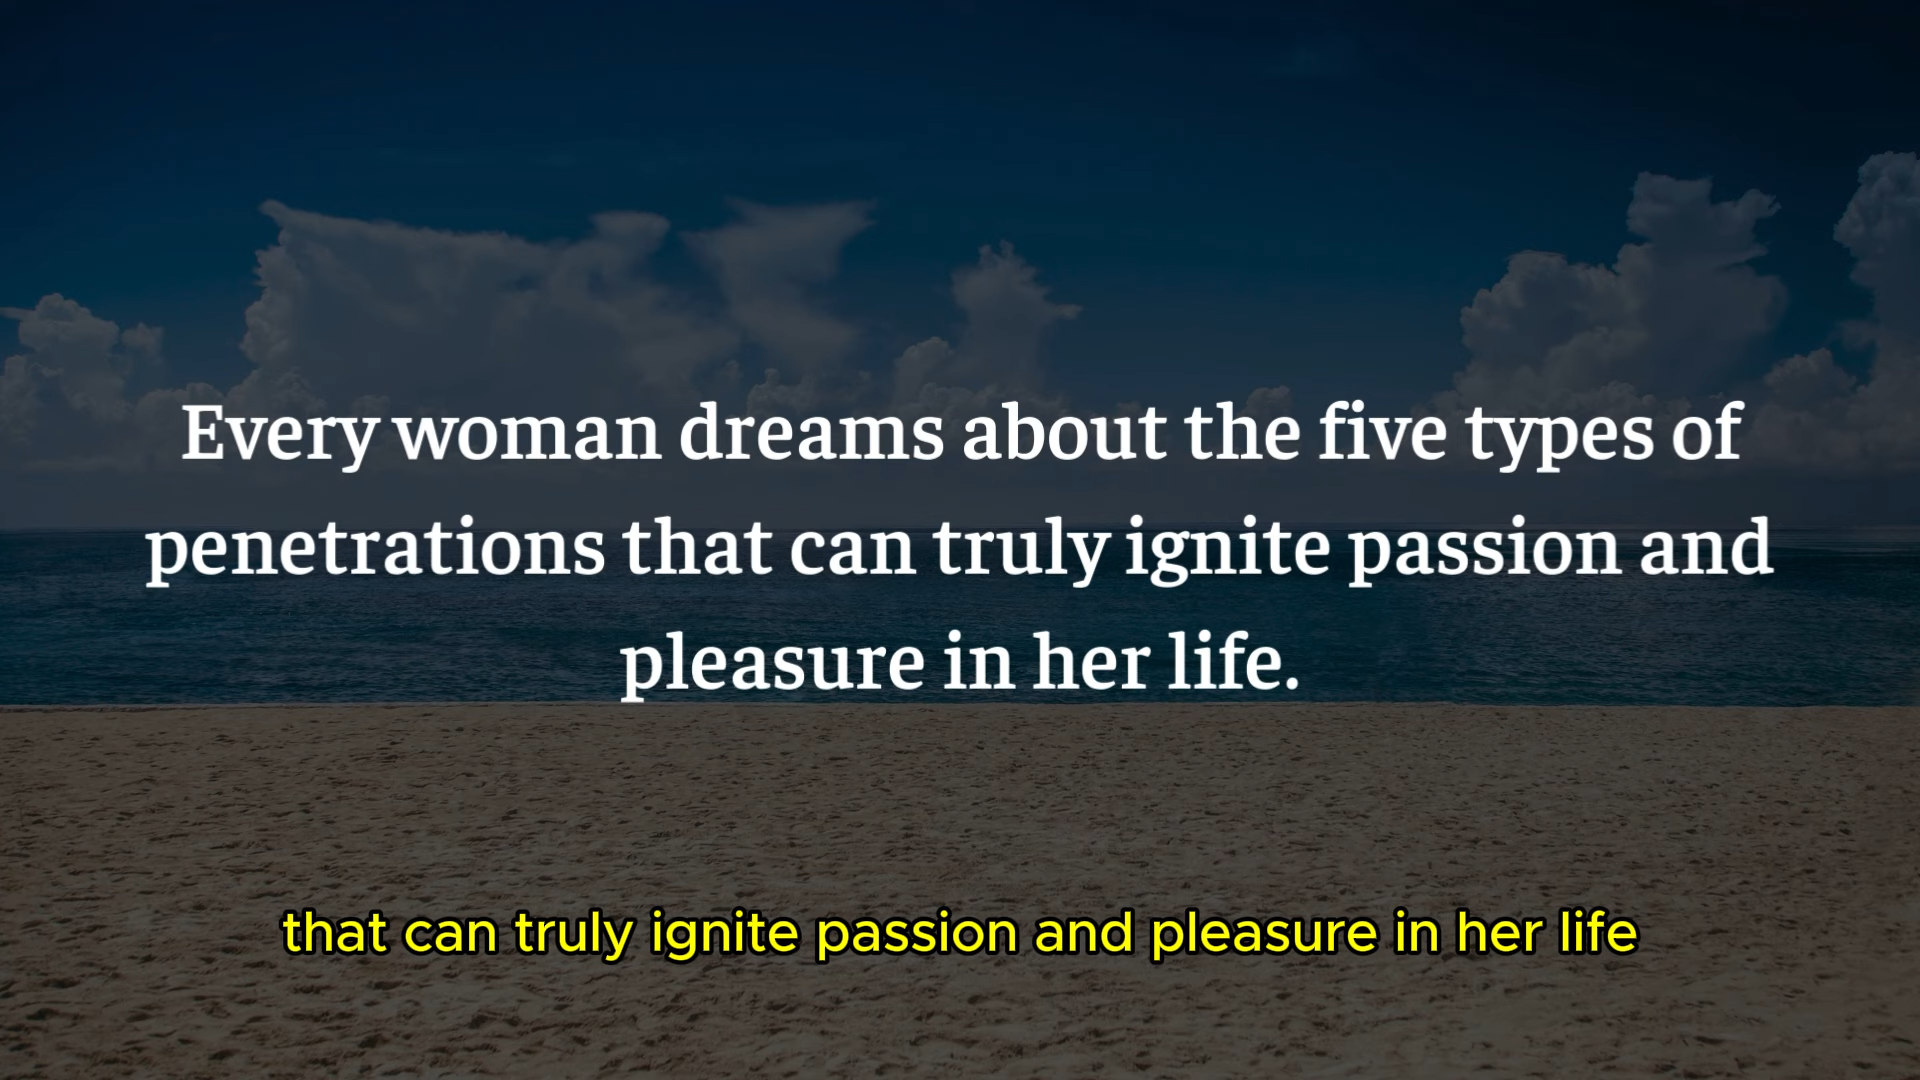 Every woman dreams about the five types of
penetrations that can truly ignite passion and
pleasure in her life.
that can truly ignite passion and pleasure in her life